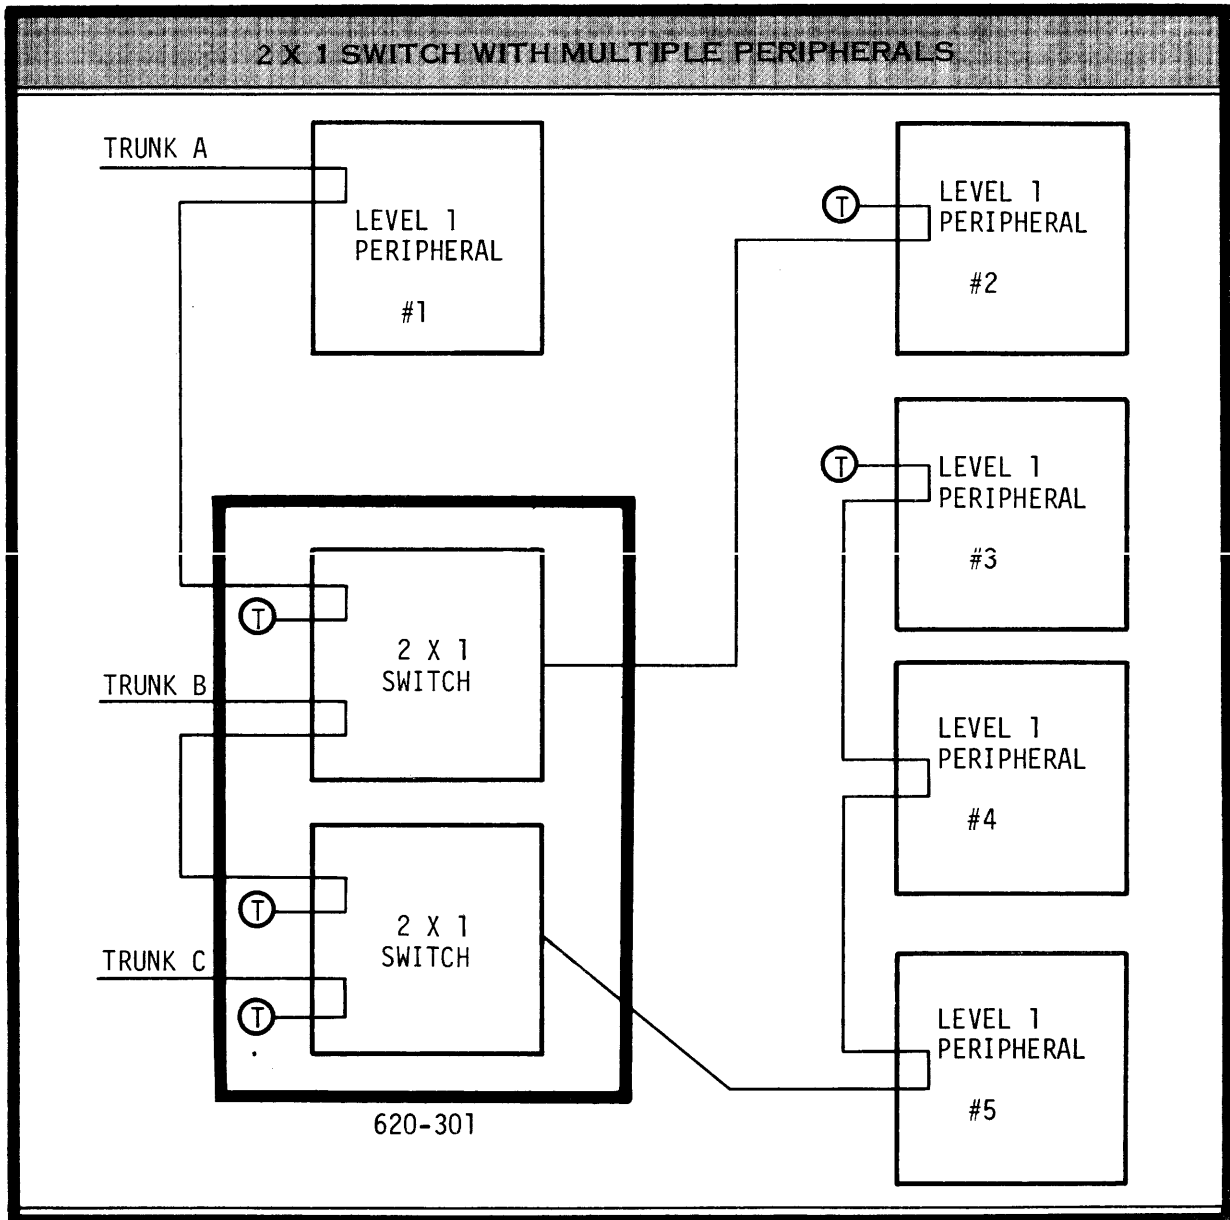 2 X 1 SWITCH WITH MULTIPLE PERIPHERALS
TRUNK A
LEVEL 1
PERIPHERAL
#1
T
LEVEL 1
PERIPHERAL
#2
T
LEVEL 1
PERIPHERAL
#3
T
2 X 1
SWITCH
TRUNK B
LEVEL 1
PERIPHERAL
#4
T
2 X 1
SWITCH
TRUNK C
T
LEVEL 1
PERIPHERAL
#5
620-301